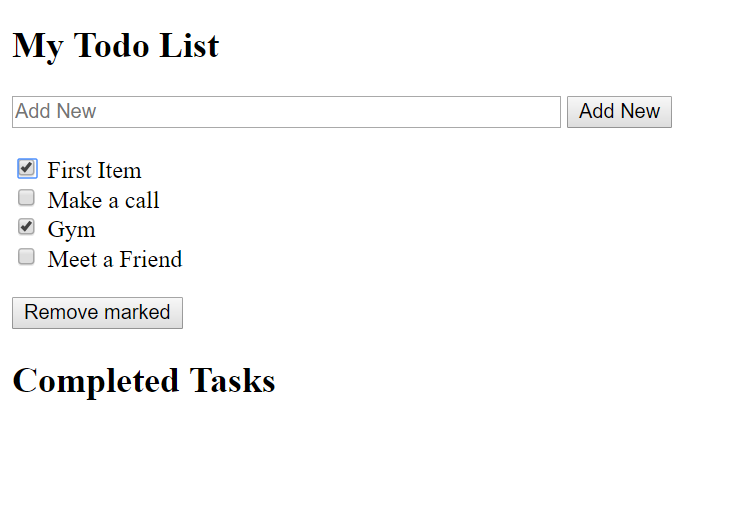 My Todo List
Add New Add New
First Item
Make a call
Gym
Meet a Friend
Remove marked
Completed Tasks